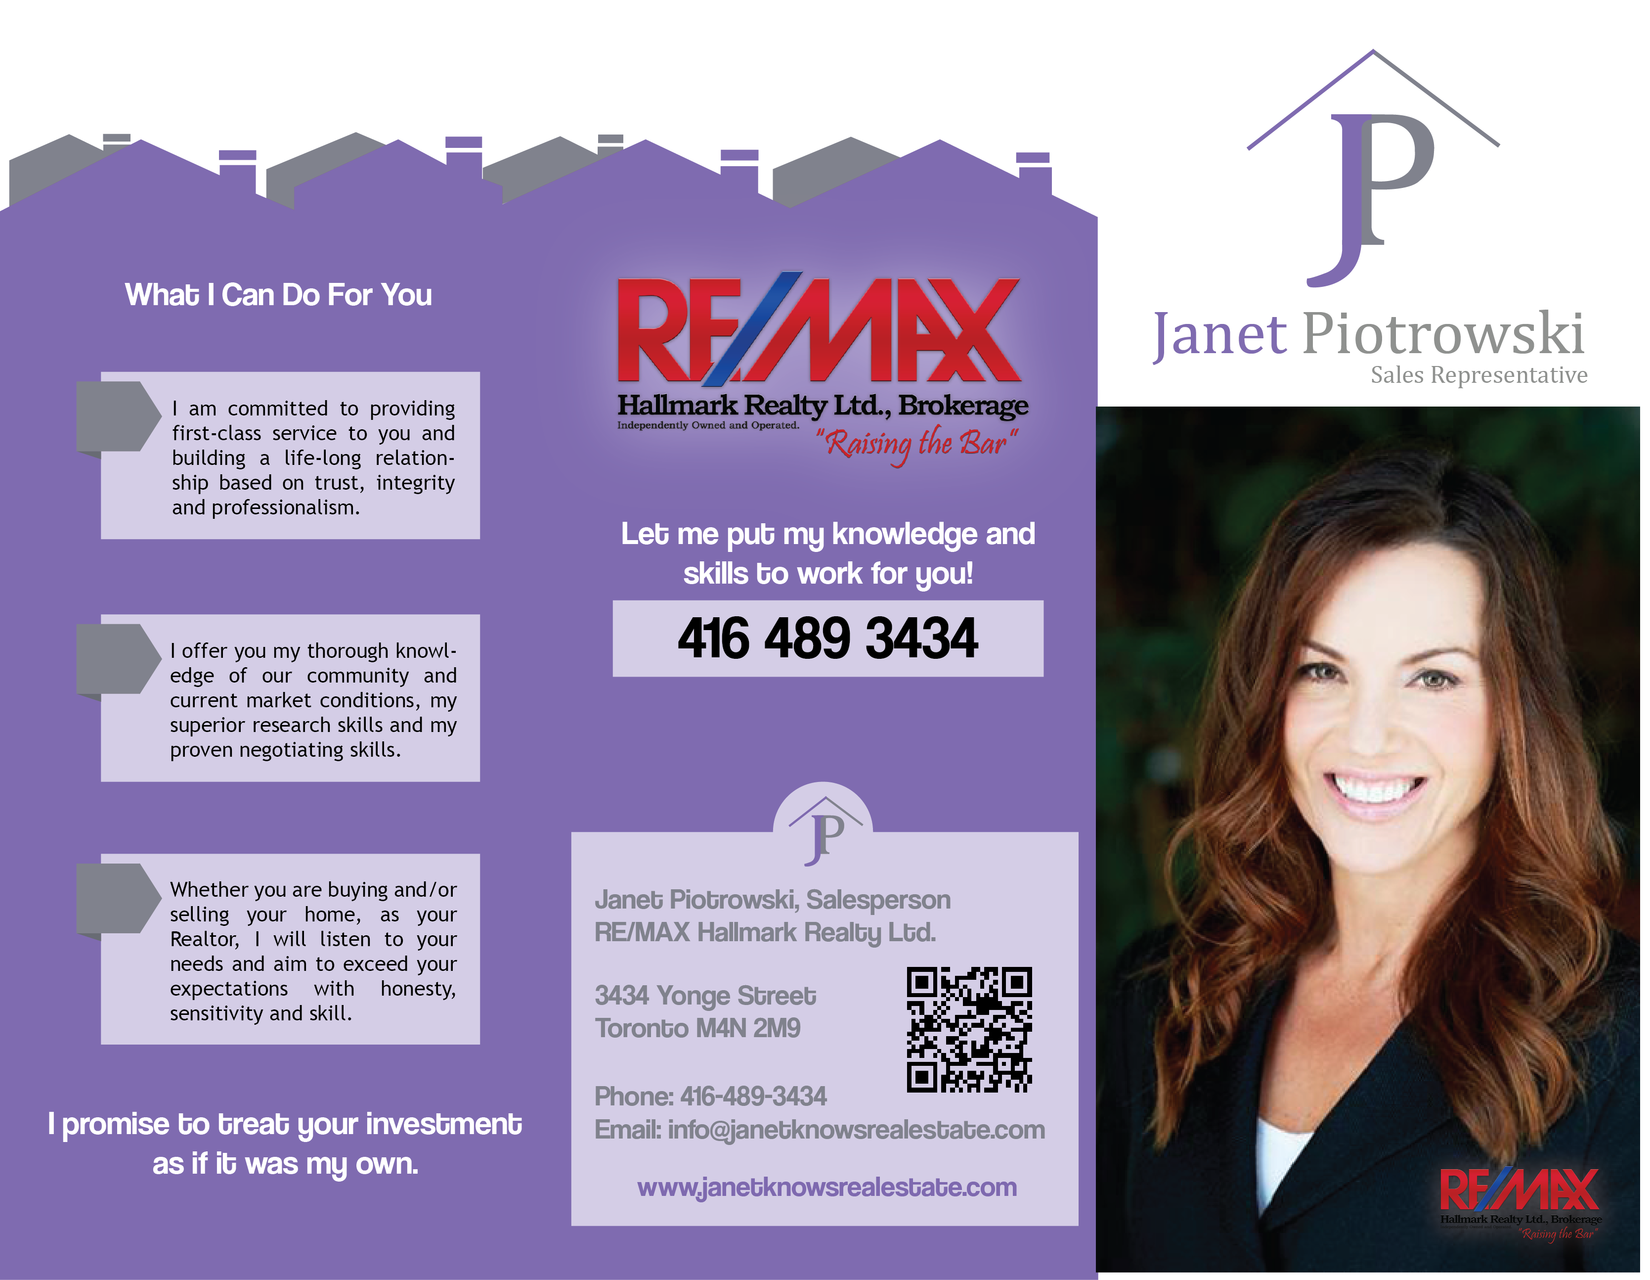 What I Can Do For You
I am committed to providing
first-class service to you and
building a life-long relation-
ship based on trust, integrity
and professionalism.
I offer you my thorough knowl-
edge of our community and
current market conditions, my
superior research skills and my
proven negotiating skills.
Whether you are buying and/or
selling your home, as your
Realtor, I will listen to your
needs and aim to exceed your
expectations with honesty,
sensitivity and skill.
I promise to treat your investment
as if it was my own.
RE/MAX
Hallmark Realty Ltd., Brokerage
Independently Owned and Operated.
"Raising the Bar"
Let me put my knowledge and
skills to work for you!
416 489 3434
JP
Janet Piotrowski, Salesperson
RE/MAX Hallmark Realty Ltd.
3434 Yonge Street
Toronto M4N 2M9
Phone: 416-489-3434
Email: info@janetknowsrealestate.com
www.janetknowsrealestate.com
JP
Janet Piotrowski
Sales Representative
RE/MAX
Hallmark Realty Ltd., Brokerage
"Raising the Bar"